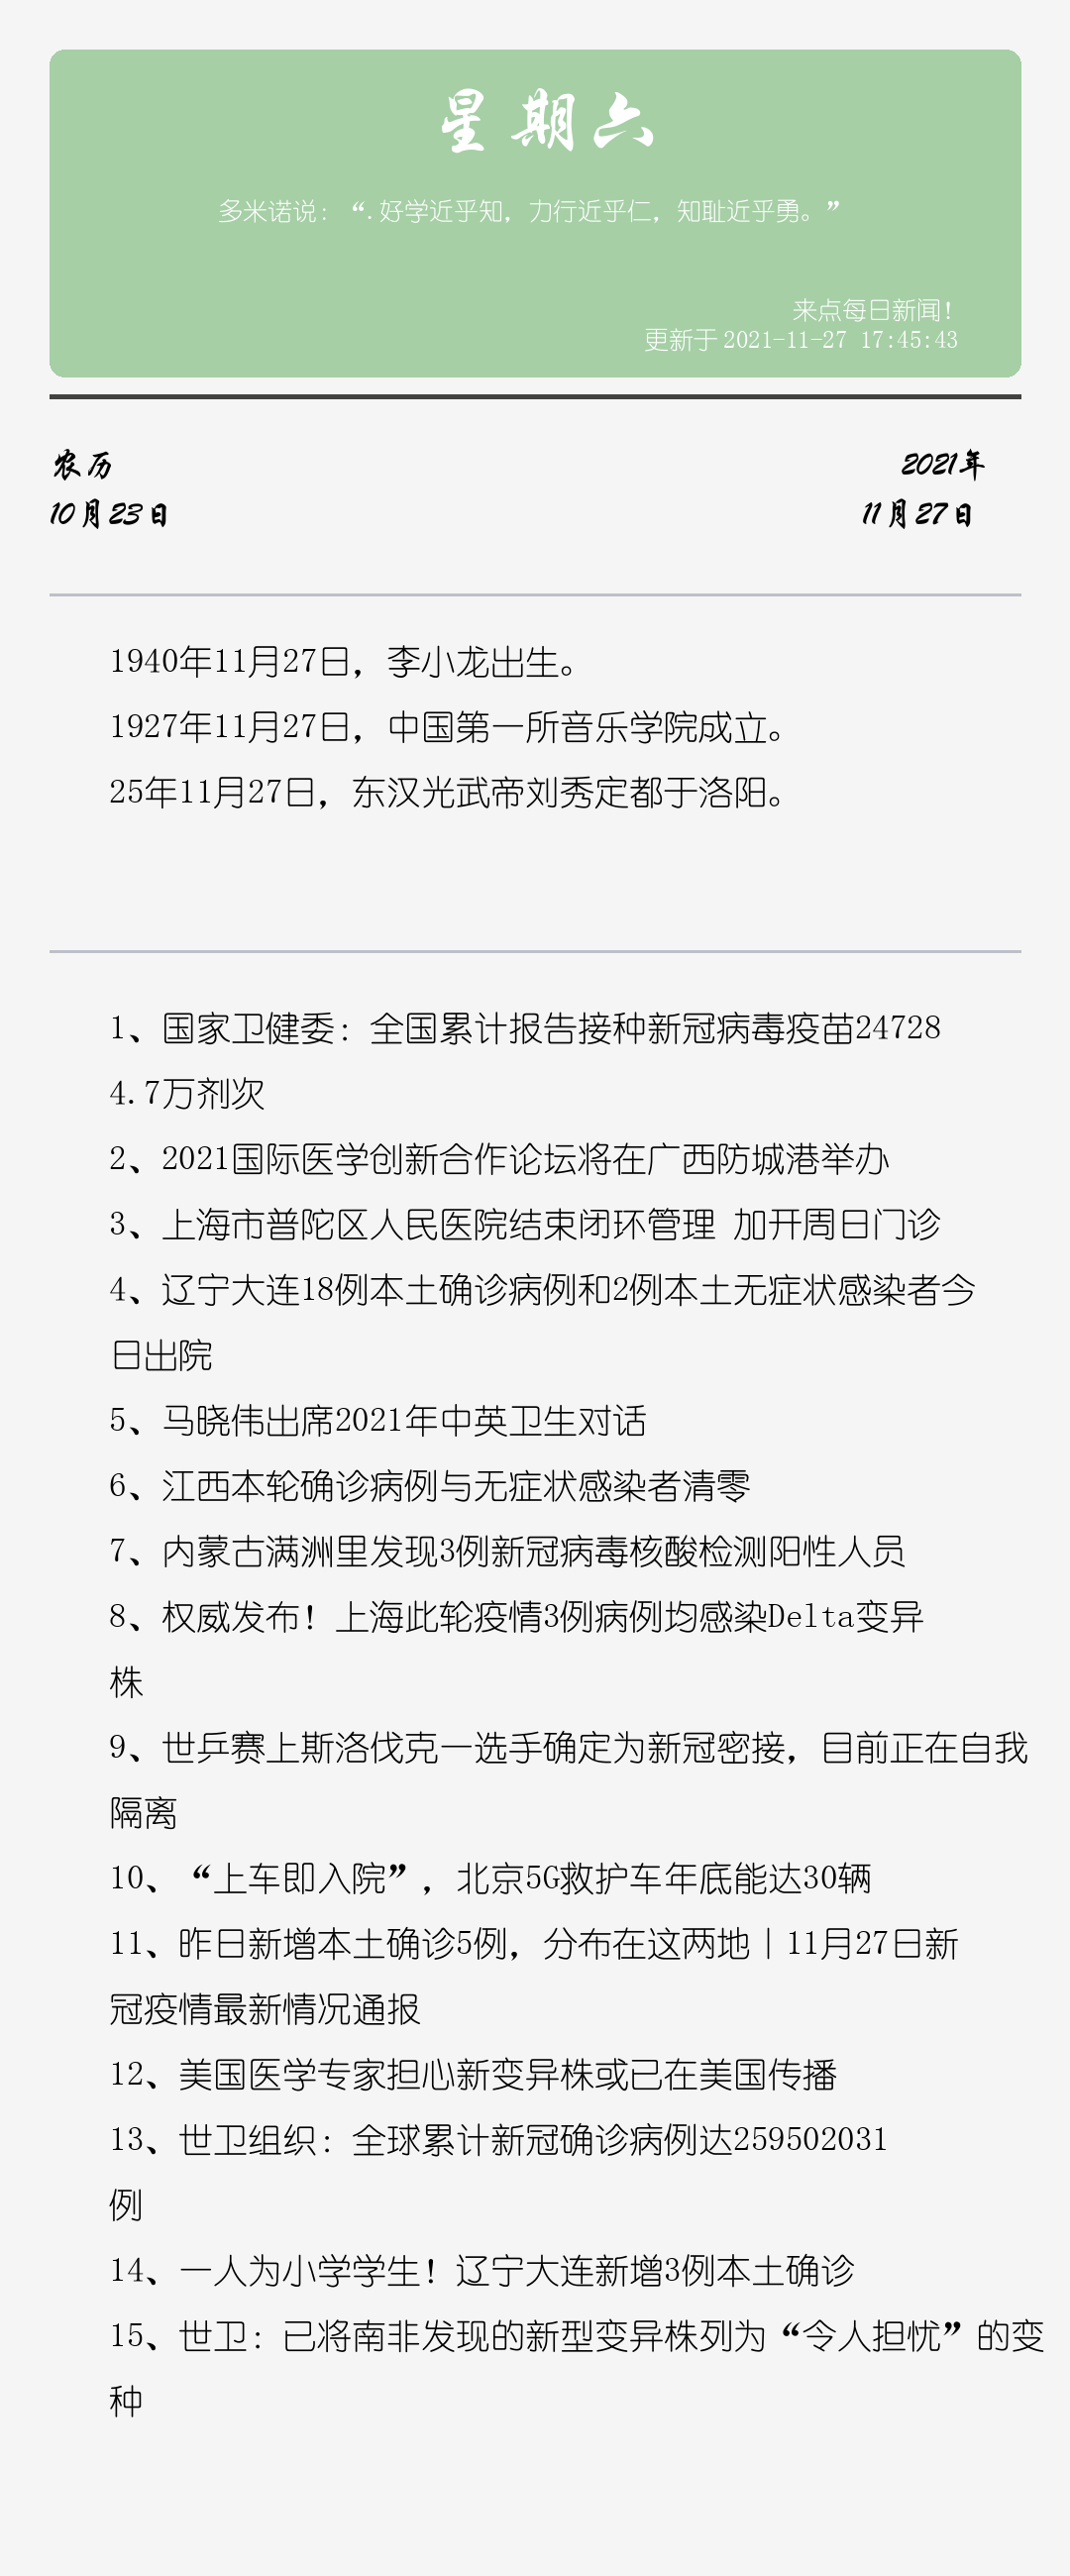 星期六
多米诺说：“.好学近乎知，力行近乎仁，知耻近乎勇。”
来点每日新闻！
更新于 2021-11-27 17:45:43
农历
10月23日
2021年
11月27日
1940年11月27日，李小龙出生。
1927年11月27日，中国第一所音乐学院成立。
25年11月27日，东汉光武帝刘秀定都于洛阳。
1、国家卫健委：全国累计报告接种新冠病毒疫苗24728
4.7万剂次
2、2021国际医学创新合作论坛将在广西防城港举办
3、上海市普陀区人民医院结束闭环管理 加开周日门诊
4、辽宁大连18例本土确诊病例和2例本土无症状感染者今
日出院
5、马晓伟出席2021年中英卫生对话
6、江西本轮确诊病例与无症状感染者清零
7、内蒙古满洲里发现3例新冠病毒核酸检测阳性人员
8、权威发布！上海此轮疫情3例病例均感染Delta变异
株
9、世乒赛上斯洛伐克一选手确定为新冠密接，目前正在自我
隔离
10、“上车即入院”，北京5G救护车年底能达30辆
11、昨日新增本土确诊5例，分布在这两地丨11月27日新
冠疫情最新情况通报
12、美国医学专家担心新变异株或已在美国传播
13、世卫组织：全球累计新冠确诊病例达259502031
例
14、一人为小学学生！辽宁大连新增3例本土确诊
15、世卫：已将南非发现的新型变异株列为“令人担忧”的变
种